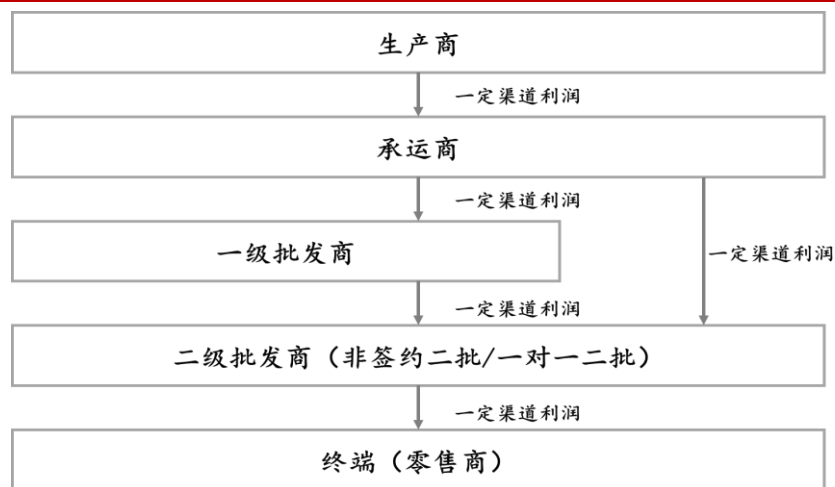 生产商
一定渠道利润
承运商
一定渠道利润
一级批发商
一定渠道利润
一定渠道利润
二级批发商（非签约二批/一对一二批）
一定渠道利润
终端（零售商）